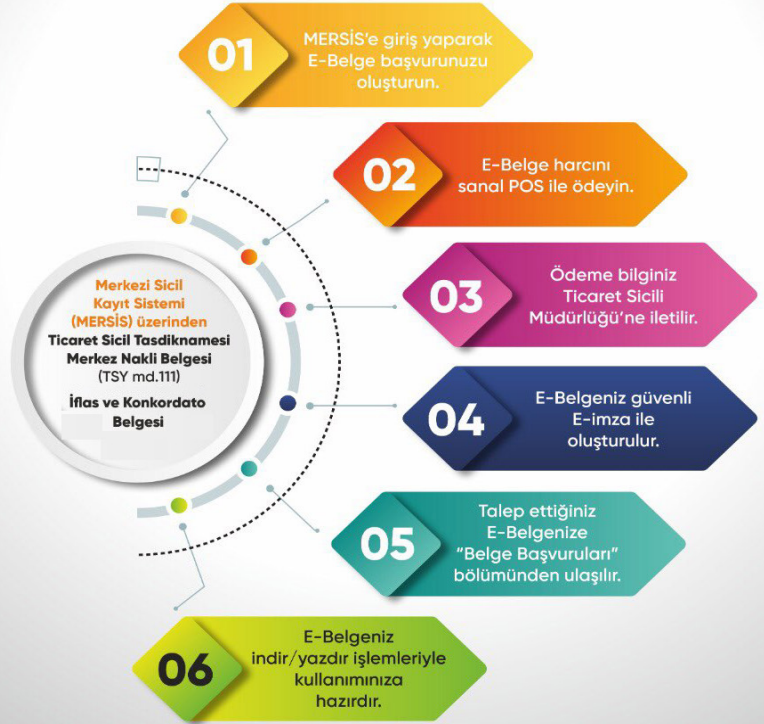 01
MERSİS'e giriş yaparak
E-Belge başvurunuzu
oluşturun.
02
E-Belge harcını
sanal POS ile ödeyin.
03
Ödeme bilginiz
Ticaret Sicili
Müdürlüğü'ne iletilir.
Merkezi Sicil
Kayıt Sistemi
(MERSİS) üzerinden
Ticaret Sicil Tasdiknamesi
Merkez Nakli Belgesi
(TSY md.111)
İflas ve Konkordato
Belgesi
04
E-Belgeniz güvenli
E-imza ile
oluşturulur.
05
Talep ettiğiniz
E-Belgenize
"Belge Başvuruları"
bölümünden ulaşılır.
06
E-Belgeniz
indir/yazdır işlemleriyle
kullanımınıza
hazırdır.